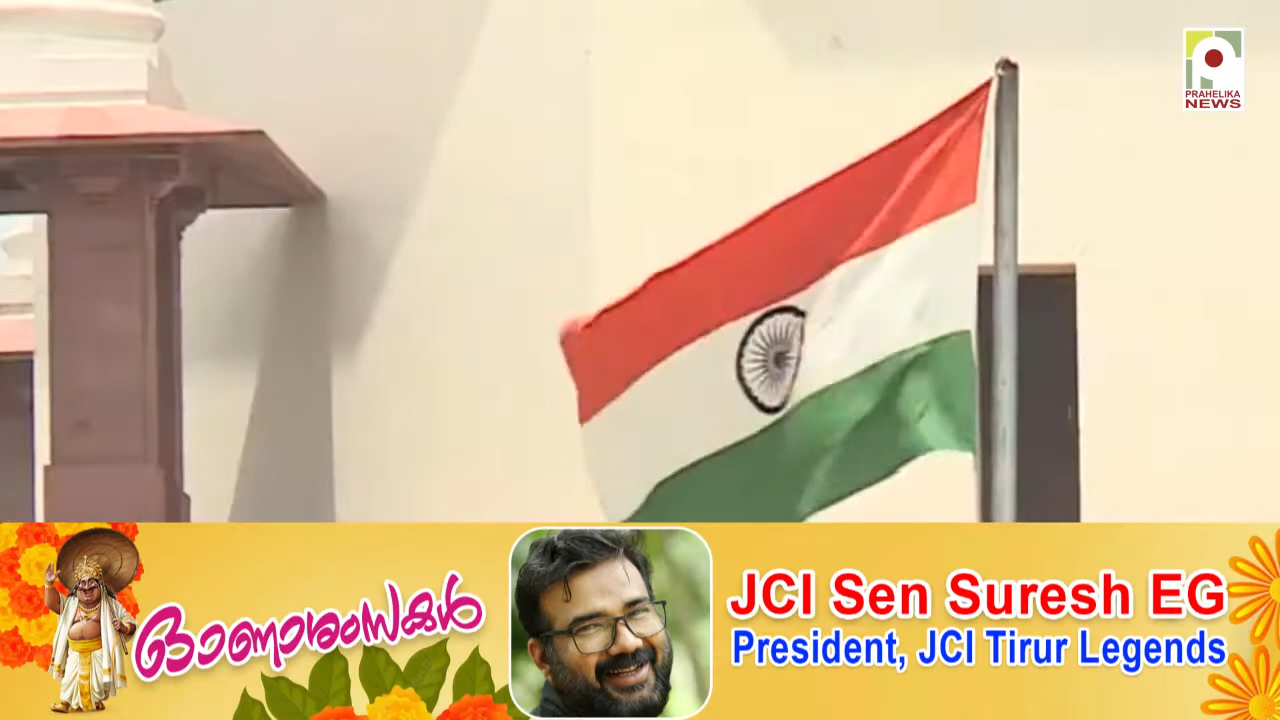 PRAHELIKA
NEWS
ഓണാശംസകൾ
JCI Sen Suresh EG
President, JCI Tirur Legends